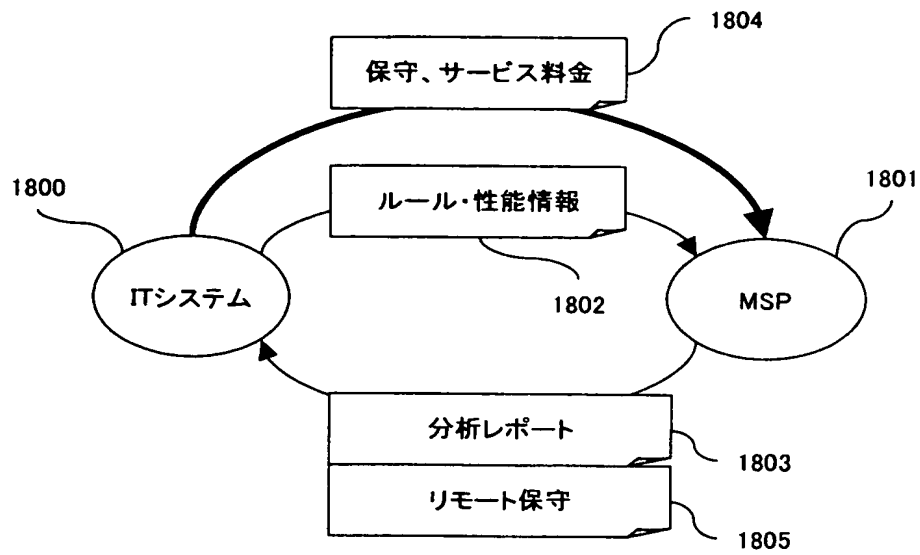 1804
保守、サービス料金
1800
ルール・性能情報
1801
ITシステム
1802
MSP
分析レポート
1803
リモート保守
1805